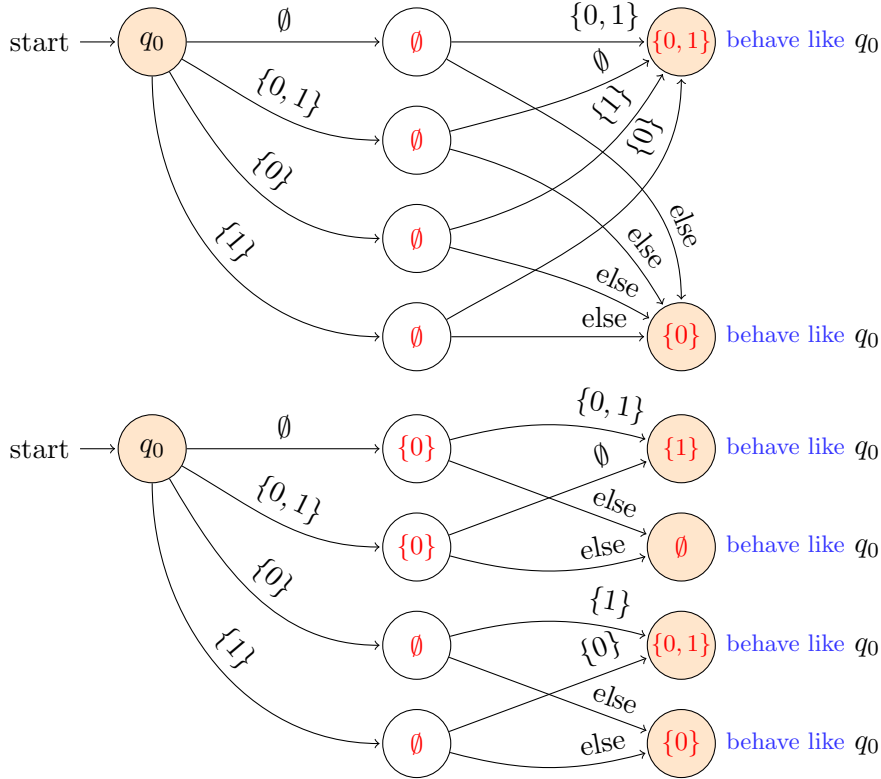 start q₀ ∅ ∅ {0, 1} {0, 1} behave like q₀
{0, 1} ∅ ∅
{0} ∅ {1}
{1} ∅ {0}
else
else
else
else {0} behave like q₀
start q₀ ∅ {0} {0, 1} {1} behave like q₀
{0, 1} {0} ∅ else
else ∅ behave like q₀
{0} ∅ {1} {0, 1} behave like q₀
{1} ∅ {0} else
else {0} behave like q₀